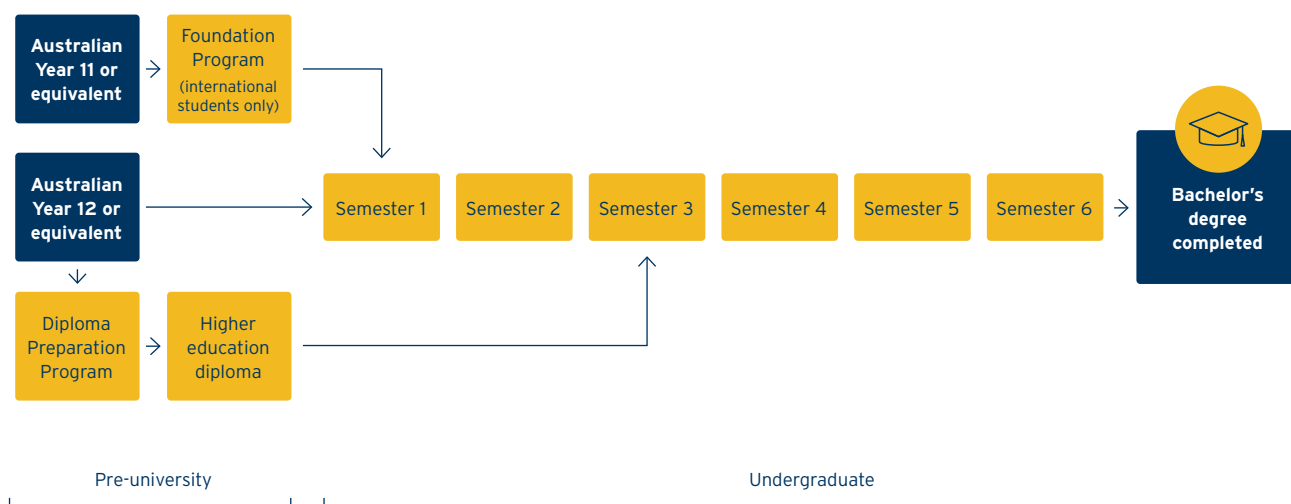 Australian
Year 11 or
equivalent
Foundation
Program
(international
students only)
Australian
Year 12 or
equivalent
Semester 1
Semester 2
Semester 3
Semester 4
Semester 5
Semester 6
Bachelor's
degree
completed
Diploma
Preparation
Program
Higher
education
diploma
Pre-university
Undergraduate